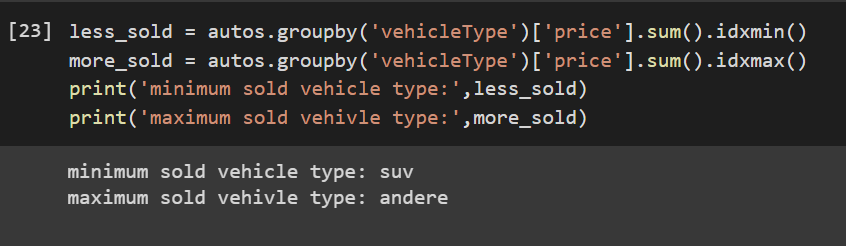 [23] less_sold = autos.groupby('vehicleType')['price'].sum().idxmin()
more_sold = autos.groupby('vehicleType')['price'].sum().idxmax()
print('minimum sold vehicle type:',less_sold)
print('maximum sold vehivle type:',more_sold)
minimum sold vehicle type: suv
maximum sold vehivle type: andere